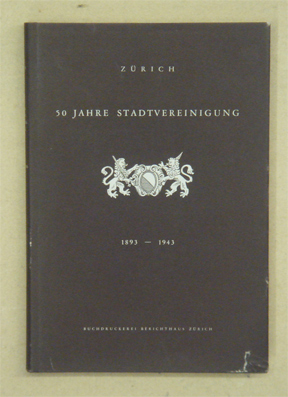 ZÜRICH
50 JAHRE STADTVEREINIGUNG
1893 — 1943
BUCHDRUCKEREI BERICHTHAUS ZÜRICH